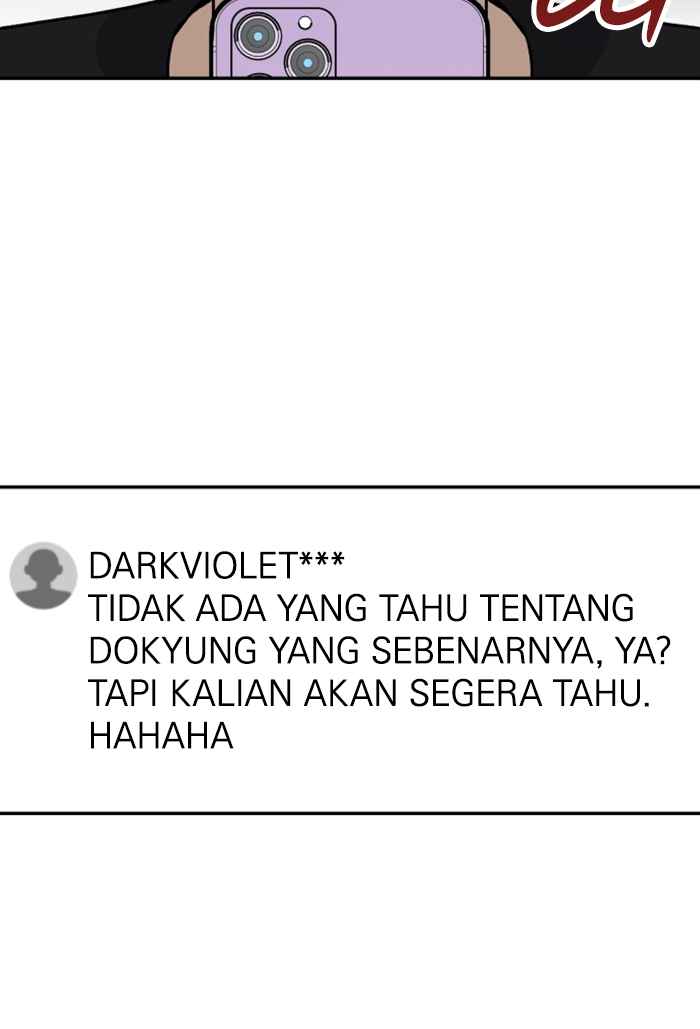 DARKVIOLET***
TIDAK ADA YANG TAHU TENTANG
DOKYUNG YANG SEBENARNYA, YA?
TAPI KALIAN AKAN SEGERA TAHU.
HAHAHA